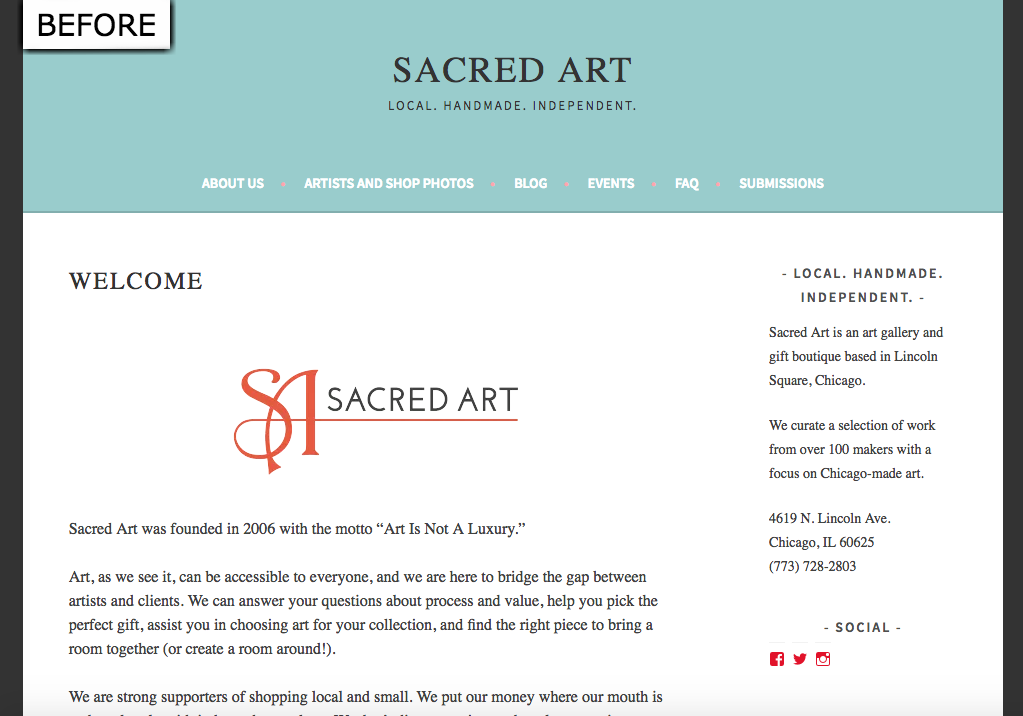 BEFORE
SACRED ART
LOCAL. HANDMADE. INDEPENDENT.
ABOUT US ARTISTS AND SHOP PHOTOS BLOG EVENTS FAQ SUBMISSIONS
WELCOME
SA SACRED ART
Sacred Art was founded in 2006 with the motto “Art Is Not A Luxury.”
Art, as we see it, can be accessible to everyone, and we are here to bridge the gap between
artists and clients. We can answer your questions about process and value, help you pick the
perfect gift, assist you in choosing art for your collection, and find the right piece to bring a
room together (or create a room around!).
We are strong supporters of shopping local and small. We put our money where our mouth is
- LOCAL. HANDMADE.
INDEPENDENT. -
Sacred Art is an art gallery and
gift boutique based in Lincoln
Square, Chicago.
We curate a selection of work
from over 100 makers with a
focus on Chicago-made art.
4619 N. Lincoln Ave.
Chicago, IL 60625
(773) 728-2803
- SOCIAL -